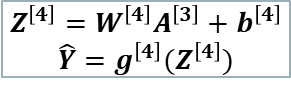 Z^[4] = W^[4]A^[3] + b^[4]
Ŷ = g^[4](Z^[4])